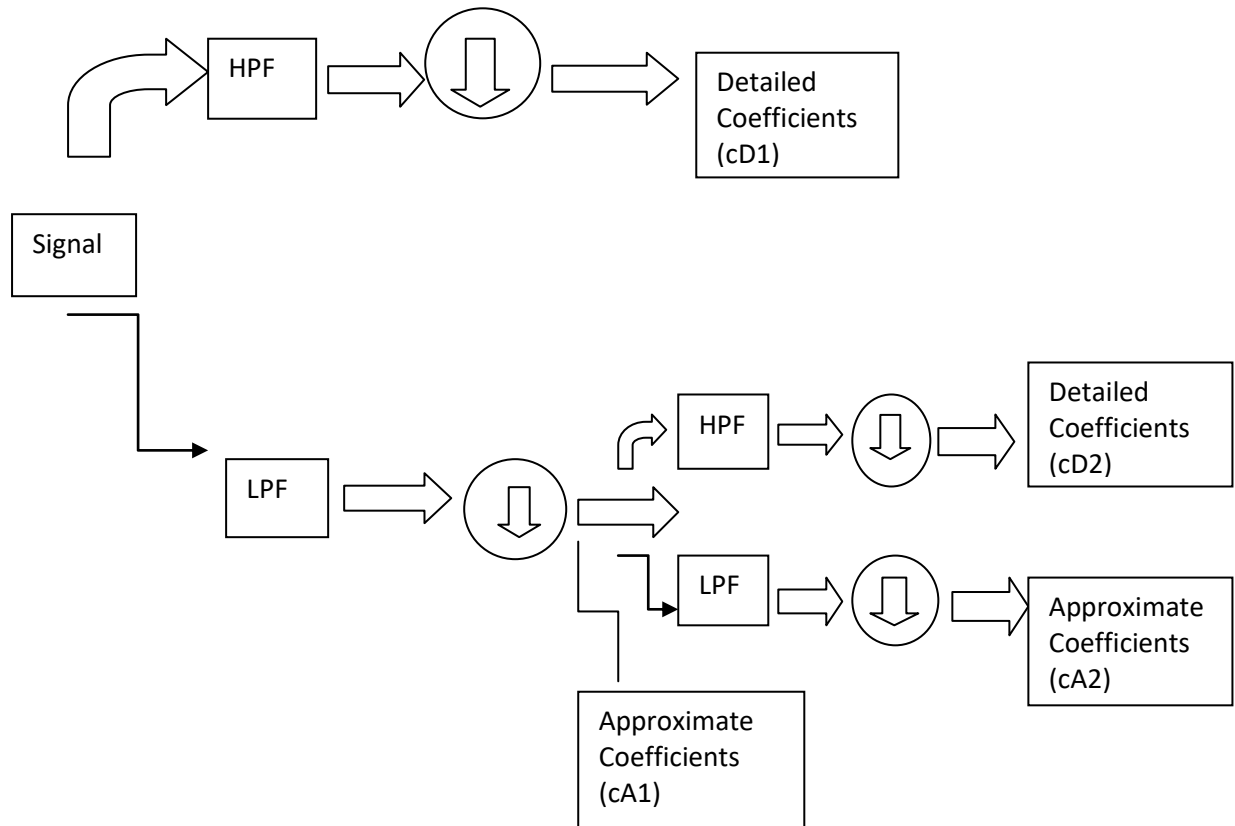 HPF
Detailed
Coefficients
(cD1)
Signal
HPF
Detailed
Coefficients
(cD2)
LPF
LPF
Approximate
Coefficients
(cA2)
Approximate
Coefficients
(cA1)